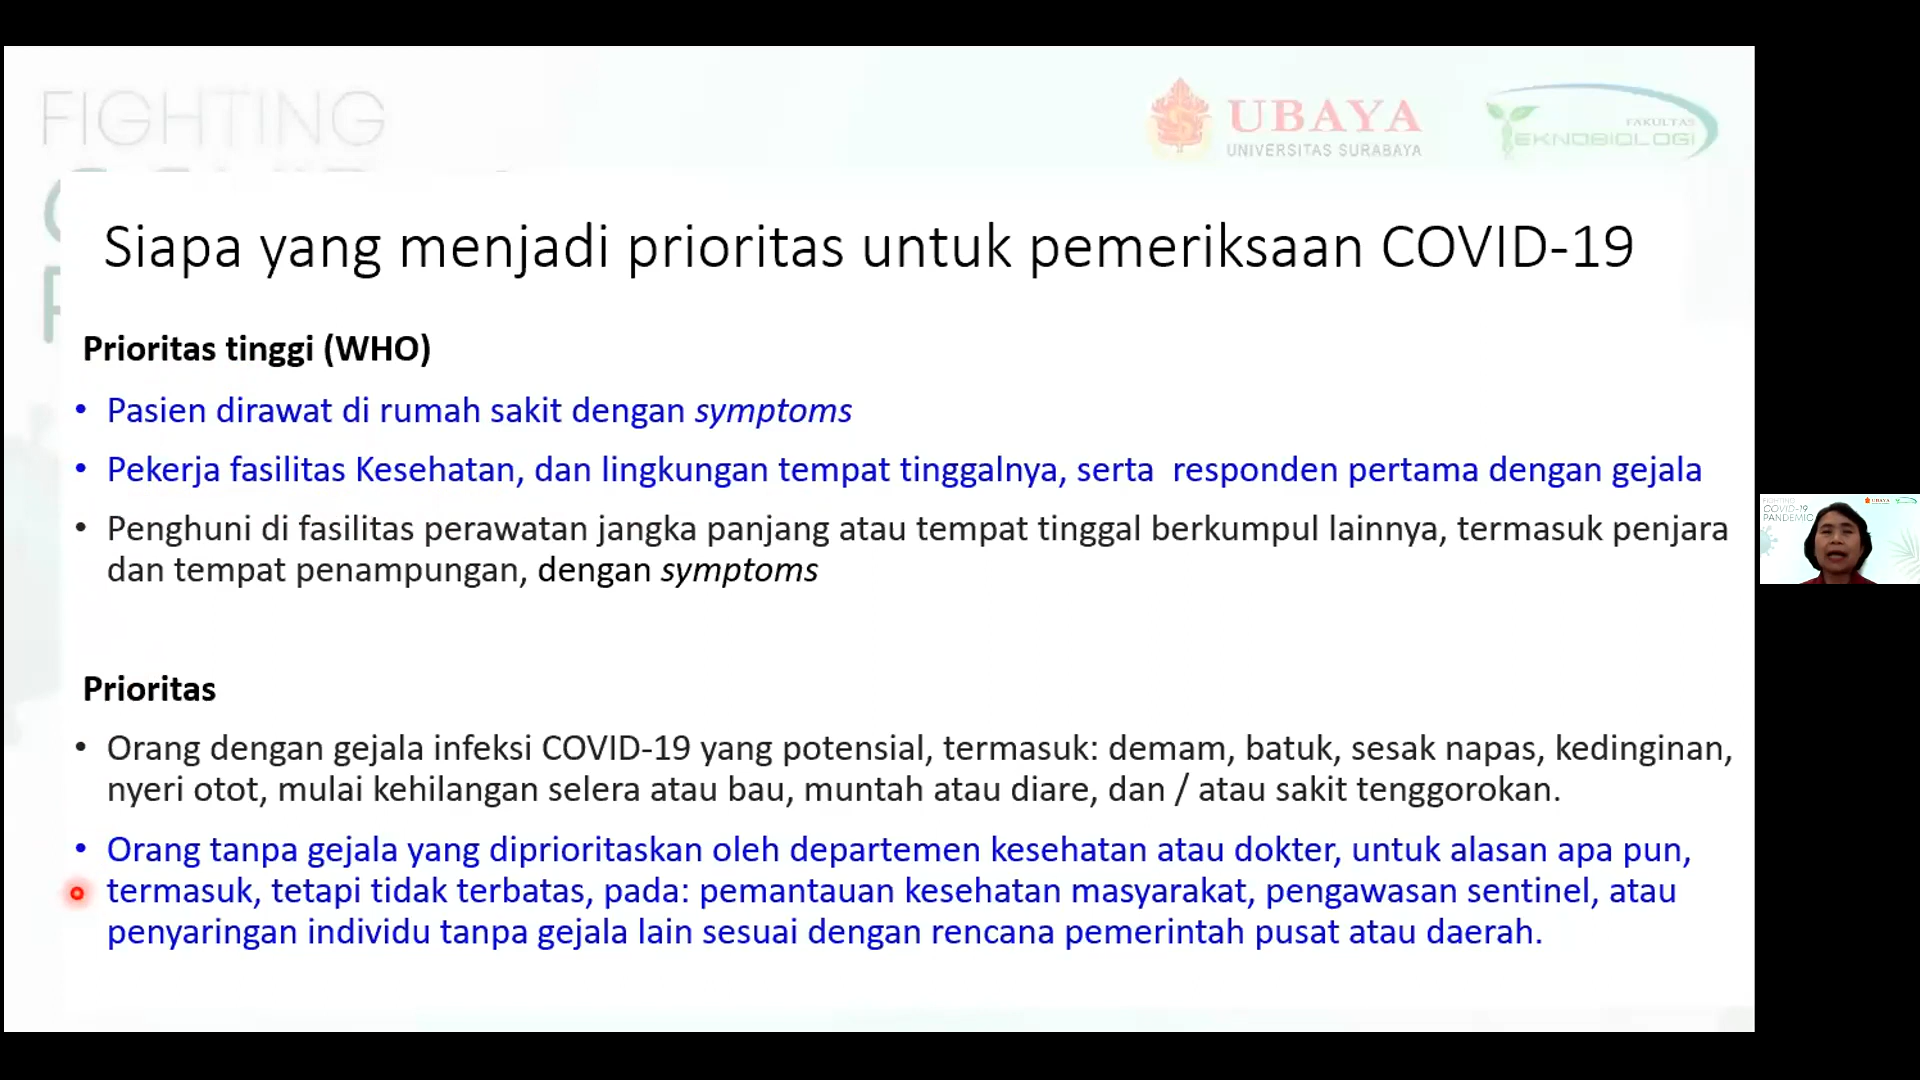 FIGHTING
UBAYA
UNIVERSITAS SURABAYA
FAKULTAS
TEKNOBIOLOGI
Siapa yang menjadi prioritas untuk pemeriksaan COVID-19
Prioritas tinggi (WHO)
• Pasien dirawat di rumah sakit dengan symptoms
• Pekerja fasilitas Kesehatan, dan lingkungan tempat tinggalnya, serta responden pertama dengan gejala
• Penghuni di fasilitas perawatan jangka panjang atau tempat tinggal berkumpul lainnya, termasuk penjara
dan tempat penampungan, dengan symptoms
Prioritas
• Orang dengan gejala infeksi COVID-19 yang potensial, termasuk: demam, batuk, sesak napas, kedinginan,
nyeri otot, mulai kehilangan selera atau bau, muntah atau diare, dan / atau sakit tenggorokan.
• Orang tanpa gejala yang diprioritaskan oleh departemen kesehatan atau dokter, untuk alasan apa pun,
termasuk, tetapi tidak terbatas, pada: pemantauan kesehatan masyarakat, pengawasan sentinel, atau
penyaringan individu tanpa gejala lain sesuai dengan rencana pemerintah pusat atau daerah.
FIGHTING
COVID-19
PANDEMIC
UBAYA